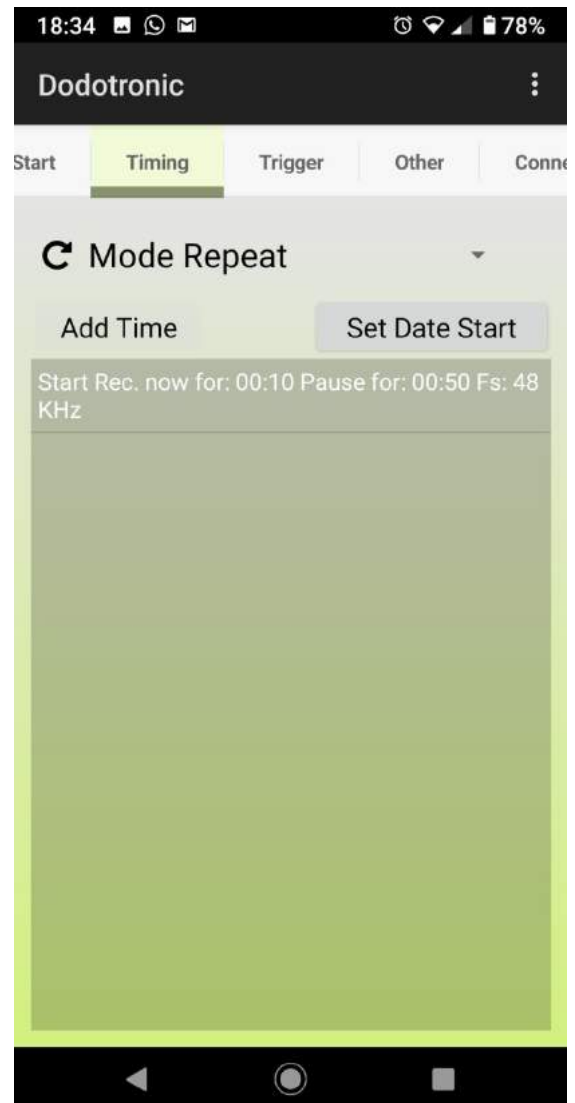 18:34 78%
Dodotronic
Start Timing Trigger Other Conne
Mode Repeat
Add Time Set Date Start
Start Rec. now for: 00:10 Pause for: 00:50 Fs: 48
KHz